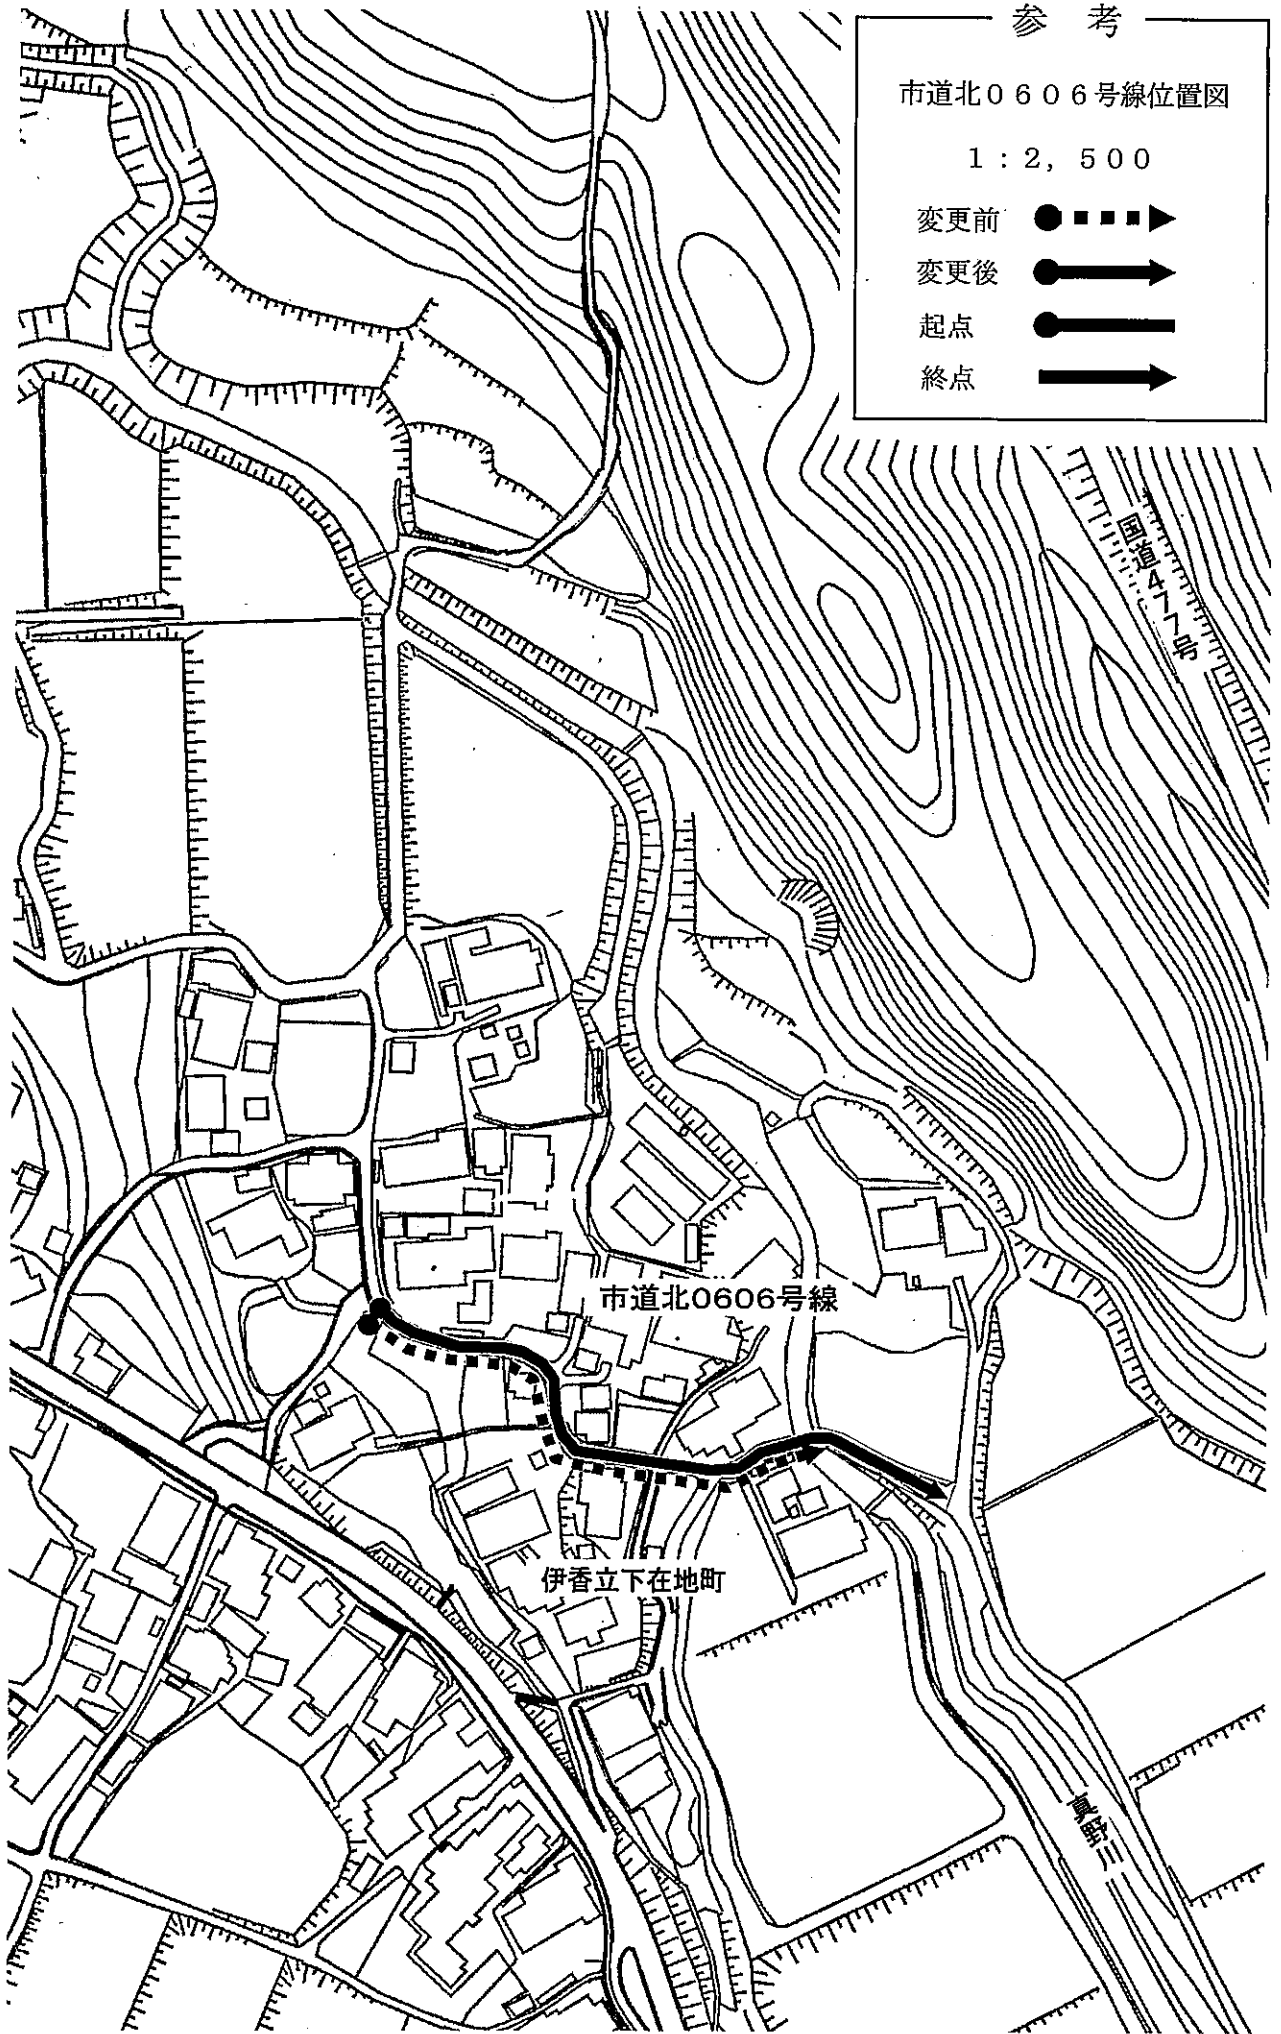 参 考
市道北０６０６号線位置図
１：２，５００
変更前
変更後
起点
終点
国道４７７号
市道北0606号線
伊香立下在地町
真野川